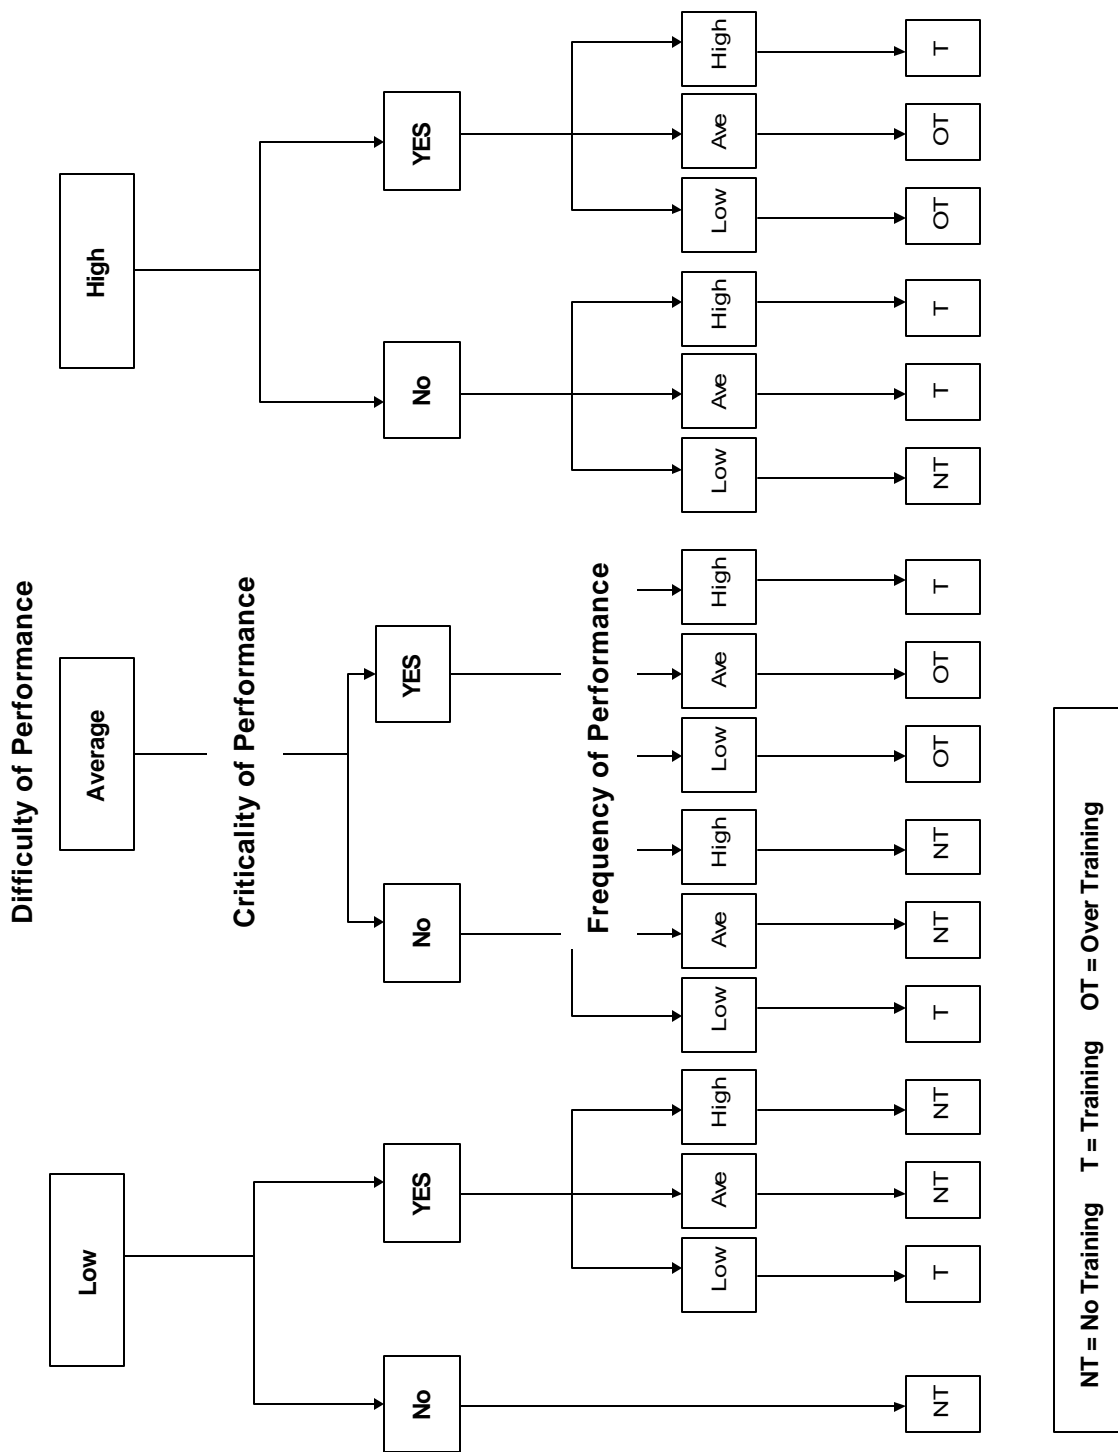 Difficulty of Performance
Low
Average
High
Criticality of Performance
No
YES
No
YES
No
YES
Frequency of Performance
Low
Ave
High
Low
Ave
High
Low
Ave
High
Low
Ave
High
Low
Ave
High
NT
T
NT
NT
T
NT
NT
OT
OT
T
NT
T
T
OT
OT
T
NT = No Training T = Training OT = Over Training